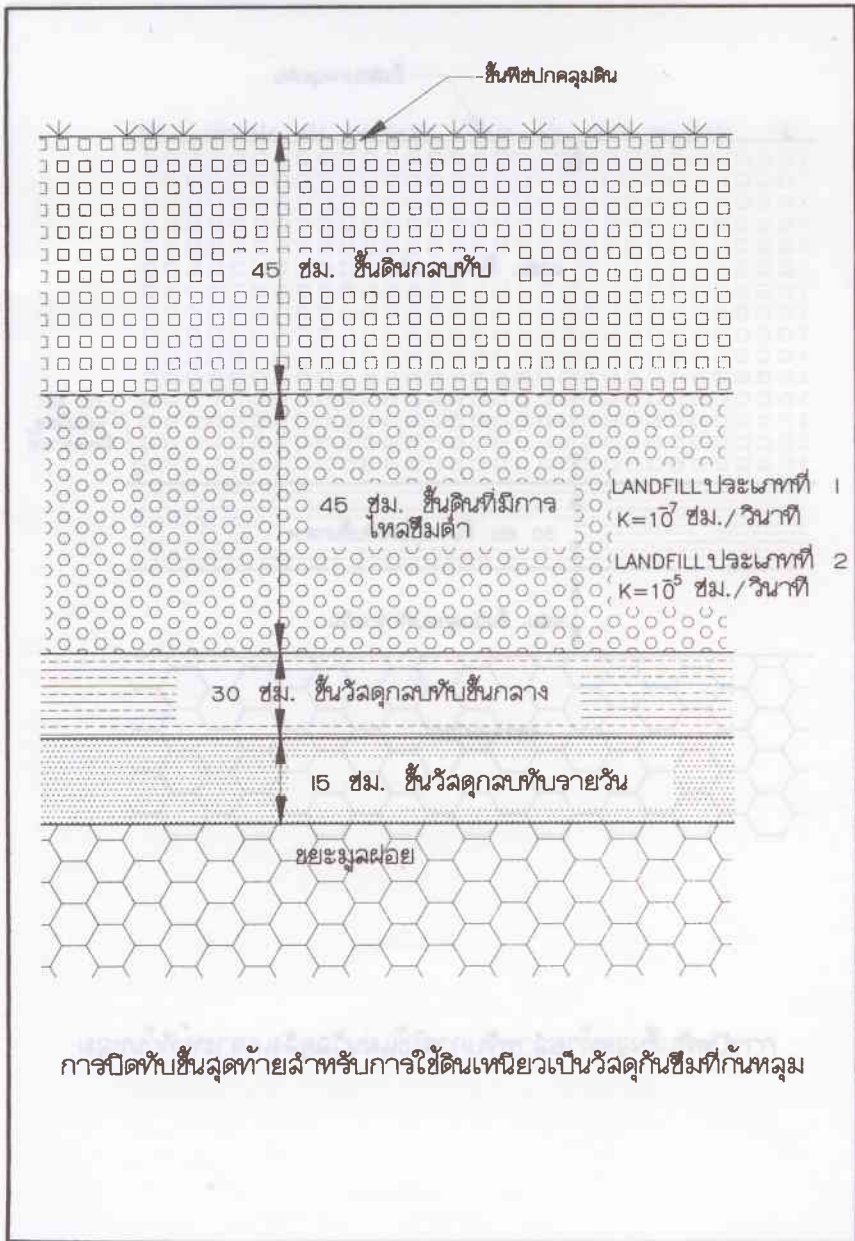 ชั้นพืชปกคลุมดิน
45 ซม. ชั้นดินกลบทับ
45 ซม. ชั้นดินที่มีการ
ไหลซึมต่ำ
LANDFILL ประเภทที่ 1
K=10⁻⁷ ซม./วินาที
LANDFILL ประเภทที่ 2
K=10⁻⁵ ซม./วินาที
30 ซม. ชั้นวัสดุกลบทับชั้นกลาง
15 ซม. ชั้นวัสดุกลบทับรายวัน
ขยะมูลฝอย
การปิดทับชั้นสุดท้ายสำหรับการใช้ดินเหนียวเป็นวัสดุกันซึมที่ก้นหลุม